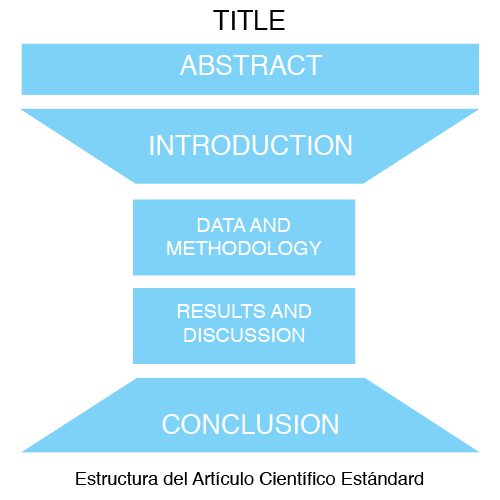 TITLE
ABSTRACT
INTRODUCTION
DATA AND
METHODOLOGY
RESULTS AND
DISCUSSION
CONCLUSION
Estructura del Artículo Científico Estándard